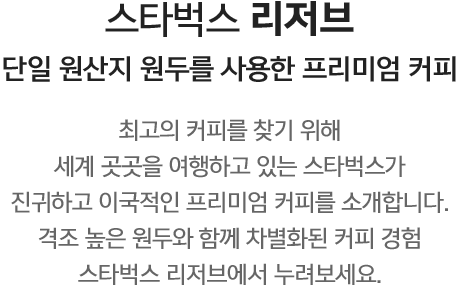 스타벅스 리저브
단일 원산지 원두를 사용한 프리미엄 커피
최고의 커피를 찾기 위해
세계 곳곳을 여행하고 있는 스타벅스가
진귀하고 이국적인 프리미엄 커피를 소개합니다.
격조 높은 원두와 함께 차별화된 커피 경험
스타벅스 리저브에서 누려보세요.